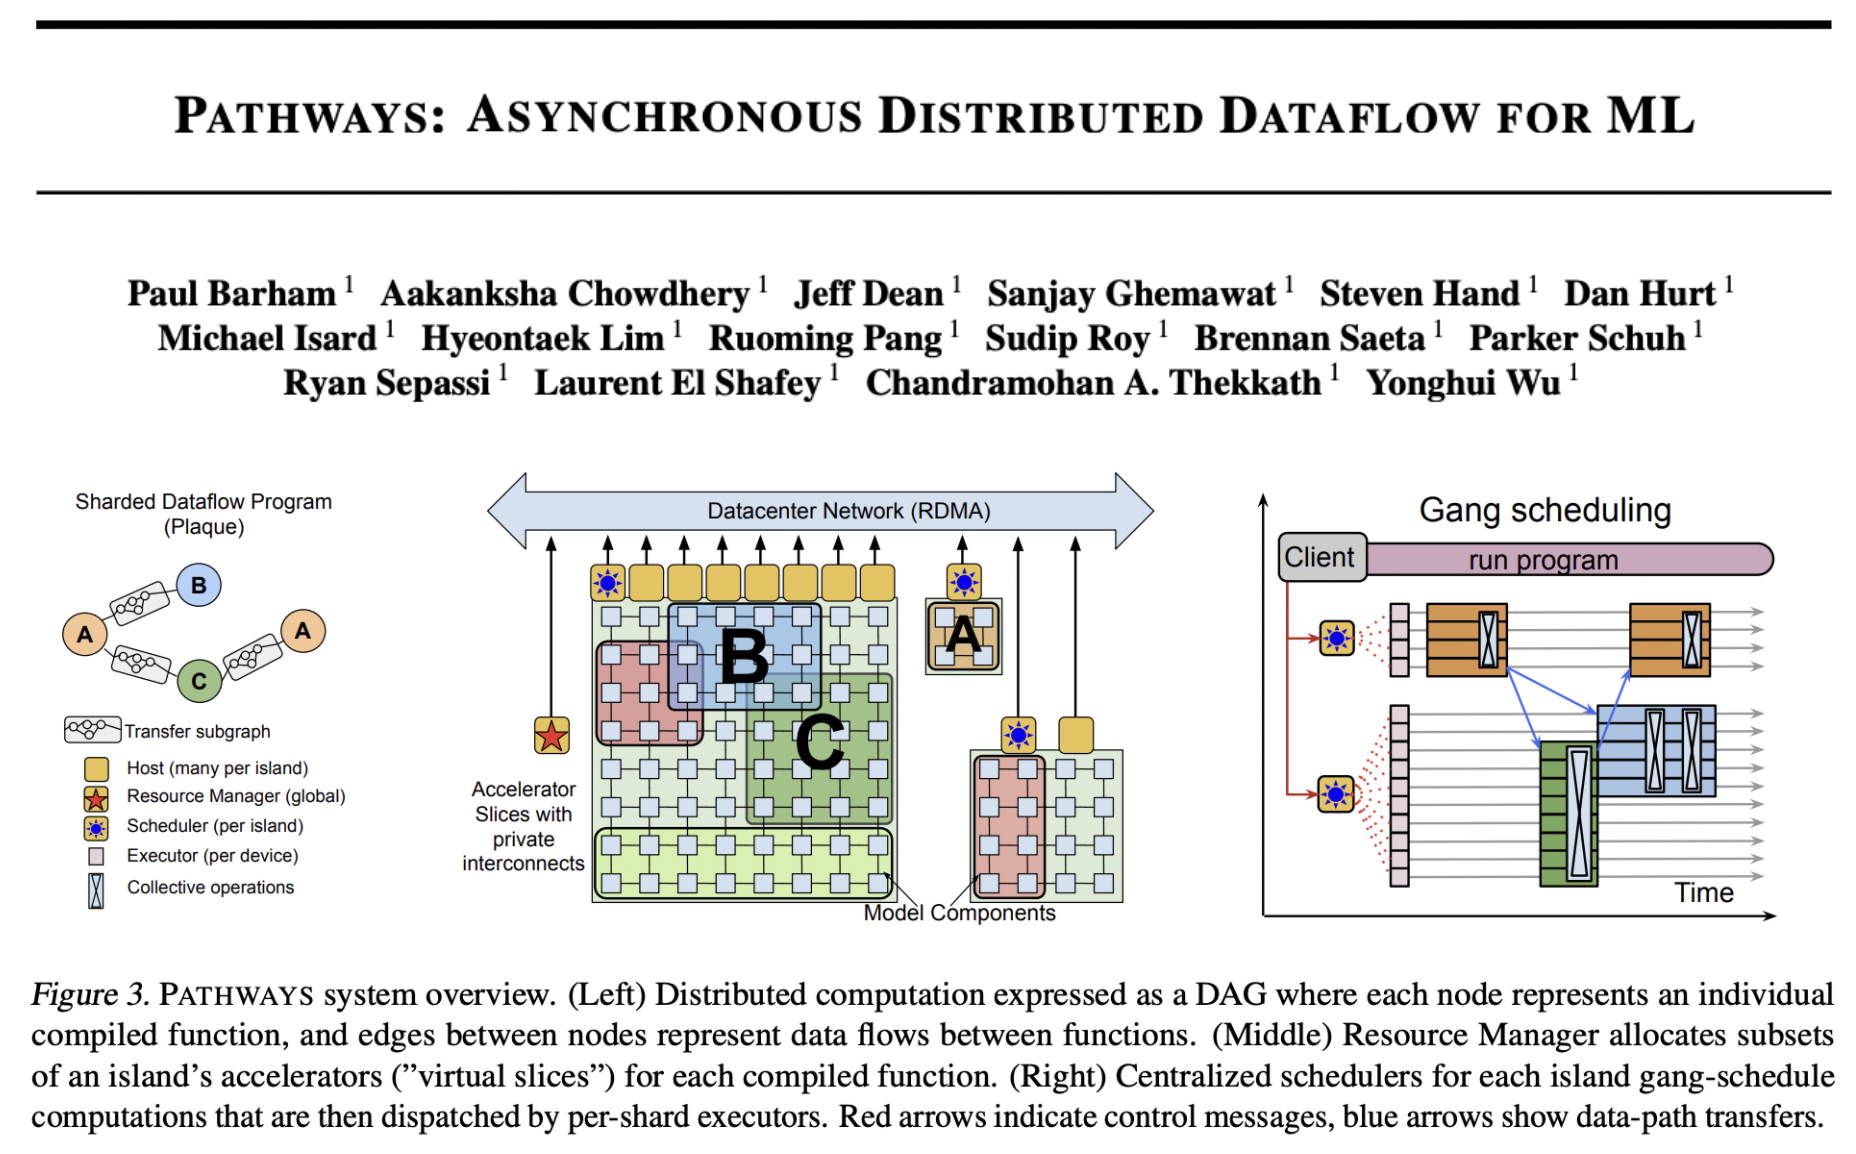 PATHWAYS: ASYNCHRONOUS DISTRIBUTED DATAFLOW FOR ML
Paul Barham 1 Aakanksha Chowdhery 1 Jeff Dean 1 Sanjay Ghemawat 1 Steven Hand 1 Dan Hurt 1
Michael Isard 1 Hyeontaek Lim 1 Ruoming Pang 1 Sudip Roy 1 Brennan Saeta 1 Parker Schuh 1
Ryan Sepassi 1 Laurent El Shafey 1 Chandramohan A. Thekkath 1 Yonghui Wu 1
Sharded Dataflow Program
(Plaque)
B
A
A
C
Transfer subgraph
Host (many per island)
Resource Manager (global)
Scheduler (per island)
Executor (per device)
Collective operations
Datacenter Network (RDMA)
B
A
C
Accelerator
Slices with
private
interconnects
Model Components
Gang scheduling
Client
run program
Time
Figure 3. PATHWAYS system overview. (Left) Distributed computation expressed as a DAG where each node represents an individual
compiled function, and edges between nodes represent data flows between functions. (Middle) Resource Manager allocates subsets
of an island's accelerators ("virtual slices") for each compiled function. (Right) Centralized schedulers for each island gang-schedule
computations that are then dispatched by per-shard executors. Red arrows indicate control messages, blue arrows show data-path transfers.